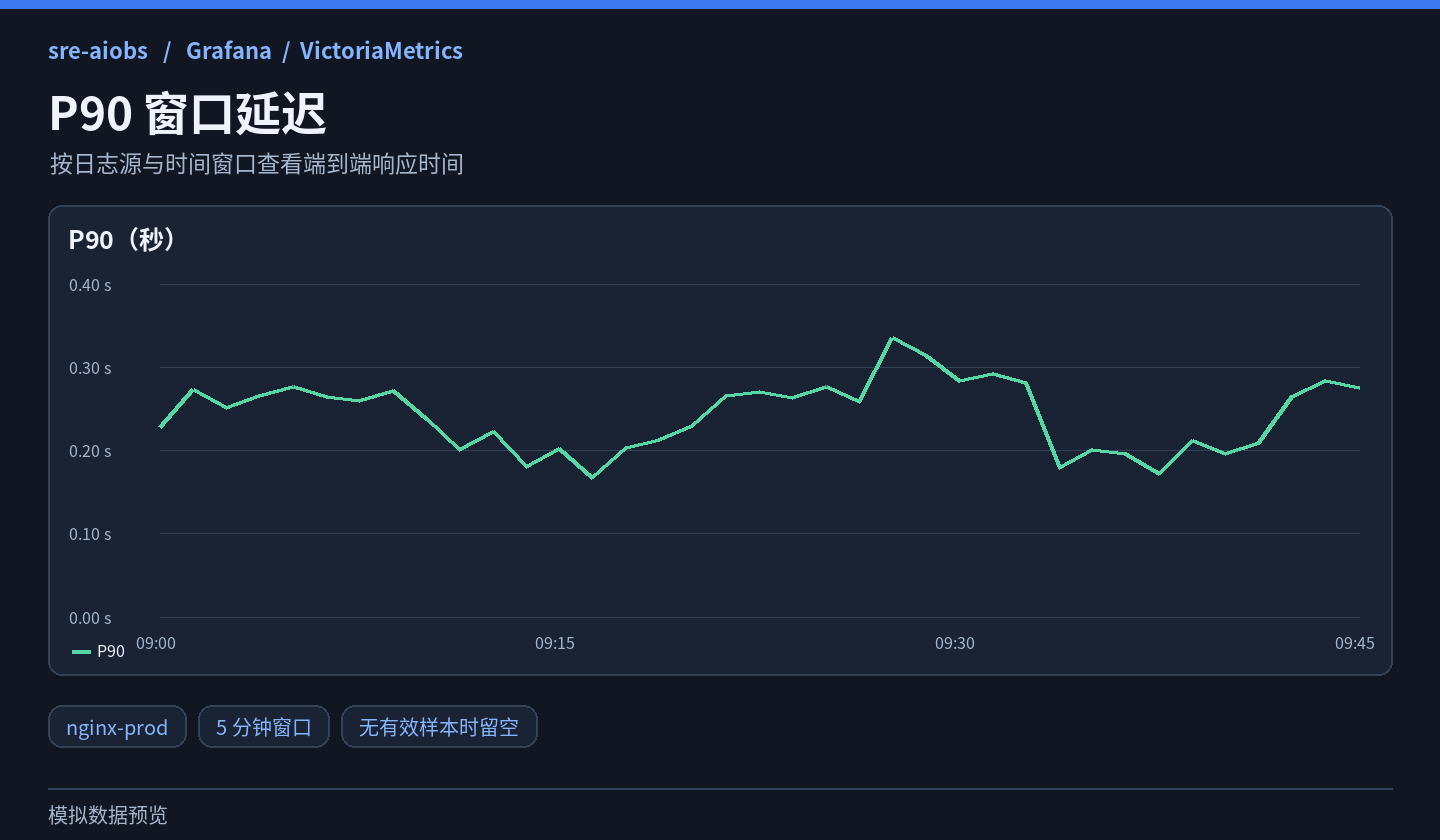 sre-aiobs / Grafana / VictoriaMetrics
P90 窗口延迟
按日志源与时间窗口查看端到端响应时间
P90（秒）
0.40 s
0.30 s
0.20 s
0.10 s
0.00 s
09:00 09:15 09:30 09:45
P90
nginx-prod 5 分钟窗口 无有效样本时留空
模拟数据预览